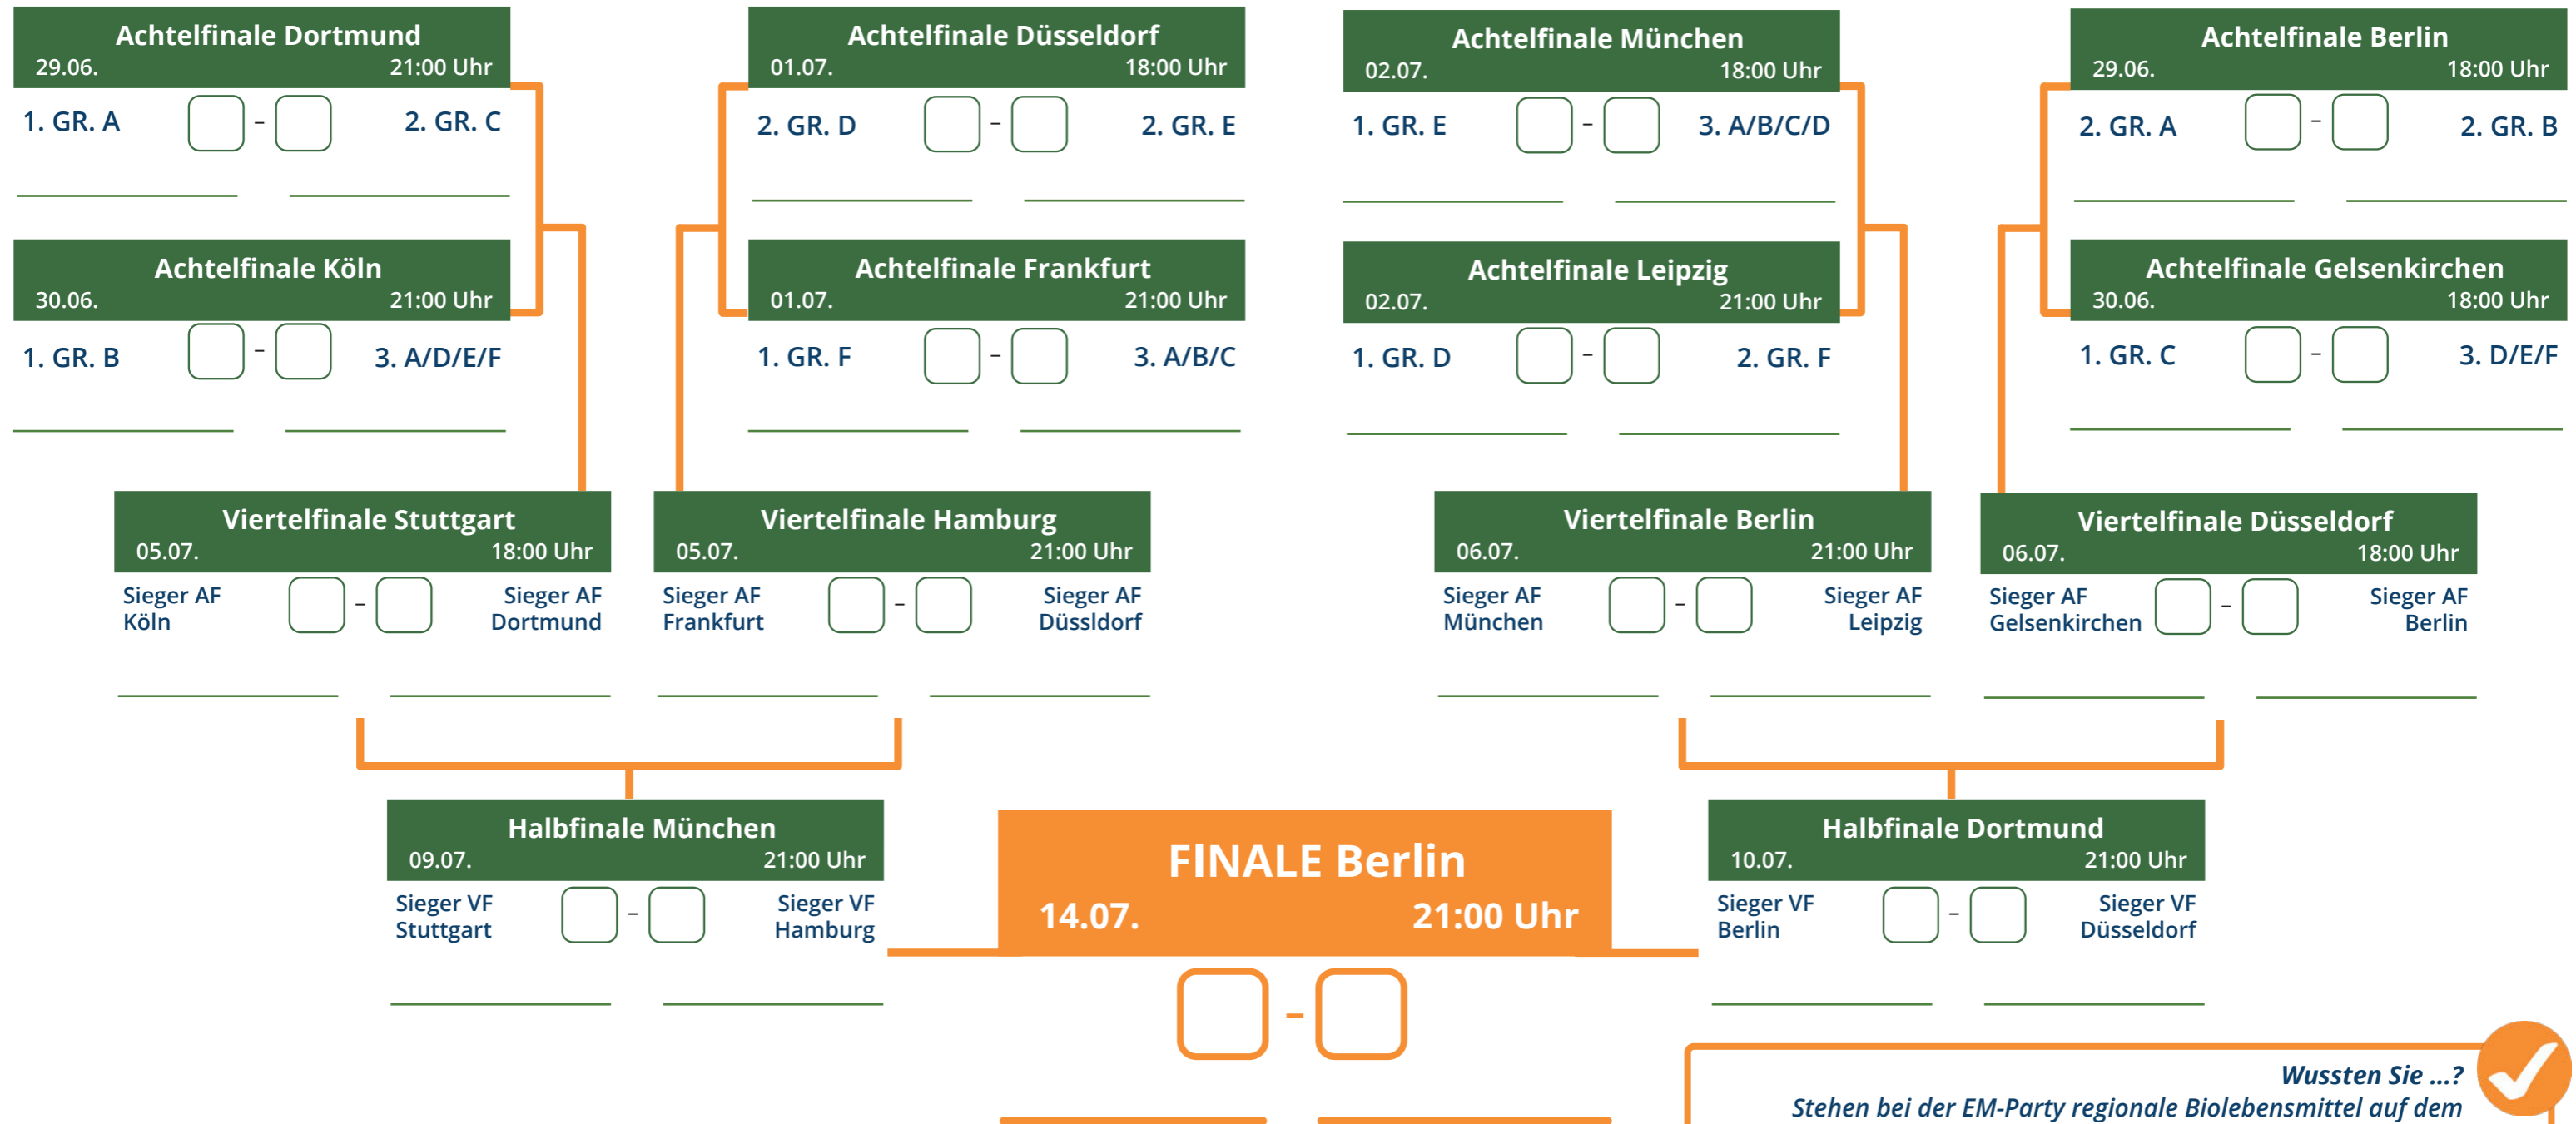 Achtelfinale Dortmund
29.06. 21:00 Uhr
1. GR. A – 2. GR. C
Achtelfinale Düsseldorf
01.07. 18:00 Uhr
2. GR. D – 2. GR. E
Achtelfinale München
02.07. 18:00 Uhr
1. GR. E – 3. A/B/C/D
Achtelfinale Berlin
29.06. 18:00 Uhr
2. GR. A – 2. GR. B
Achtelfinale Köln
30.06. 21:00 Uhr
1. GR. B – 3. A/D/E/F
Achtelfinale Frankfurt
01.07. 21:00 Uhr
1. GR. F – 3. A/B/C
Achtelfinale Leipzig
02.07. 21:00 Uhr
1. GR. D – 2. GR. F
Achtelfinale Gelsenkirchen
30.06. 18:00 Uhr
1. GR. C – 3. D/E/F
Viertelfinale Stuttgart
05.07. 18:00 Uhr
Sieger AF – Sieger AF
Köln Dortmund
Viertelfinale Hamburg
05.07. 21:00 Uhr
Sieger AF – Sieger AF
Frankfurt Düssldorf
Viertelfinale Berlin
06.07. 21:00 Uhr
Sieger AF – Sieger AF
München Leipzig
Viertelfinale Düsseldorf
06.07. 18:00 Uhr
Sieger AF – Sieger AF
Gelsenkirchen Berlin
Halbfinale München
09.07. 21:00 Uhr
Sieger VF – Sieger VF
Stuttgart Hamburg
FINALE Berlin
14.07. 21:00 Uhr
–
Halbfinale Dortmund
10.07. 21:00 Uhr
Sieger VF – Sieger VF
Berlin Düsseldorf
Wussten Sie ...?
Stehen bei der EM-Party regionale Biolebensmittel auf dem